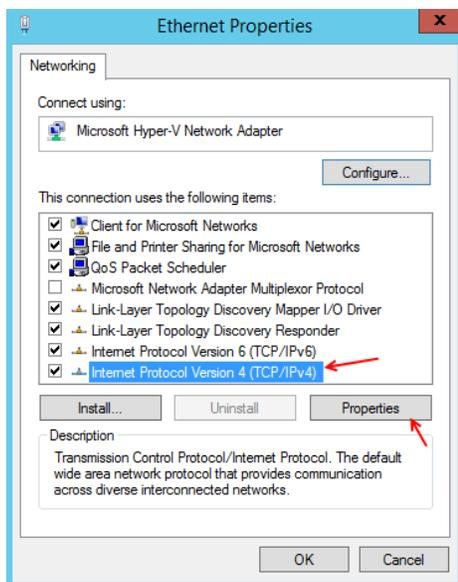 Ethernet Properties
x
Networking
Connect using:
Microsoft Hyper-V Network Adapter
Configure...
This connection uses the following items:
Client for Microsoft Networks
File and Printer Sharing for Microsoft Networks
QoS Packet Scheduler
Microsoft Network Adapter Multiplexor Protocol
Link-Layer Topology Discovery Mapper I/O Driver
Link-Layer Topology Discovery Responder
Internet Protocol Version 6 (TCP/IPv6)
Internet Protocol Version 4 (TCP/IPv4)
Install...
Uninstall
Properties
Description
Transmission Control Protocol/Internet Protocol. The default
wide area network protocol that provides communication
across diverse interconnected networks.
OK
Cancel